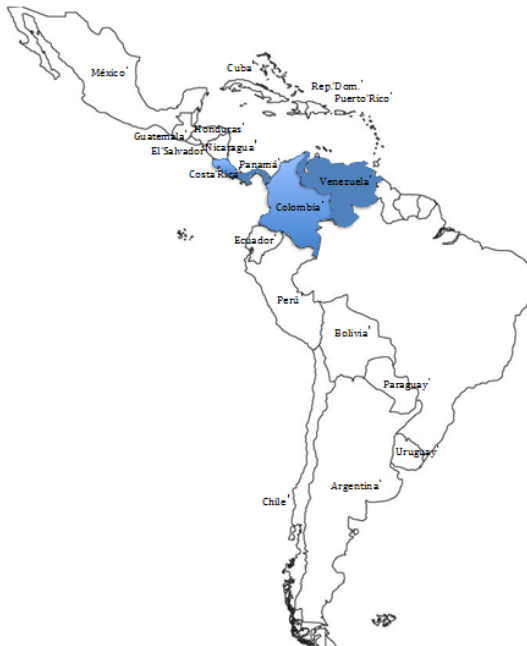 México'
Cuba
Rep.'Dom.'
Puerto'Rico'
Guatemala'
Honduras'
El'Salvador
Nicaragua'
Costa'Rica'
Panamá'
Venezuela'
Colombia'
Ecuador'
Perú'
Bolivia'
Paraguay'
Uruguay'
Argentina'
Chile'